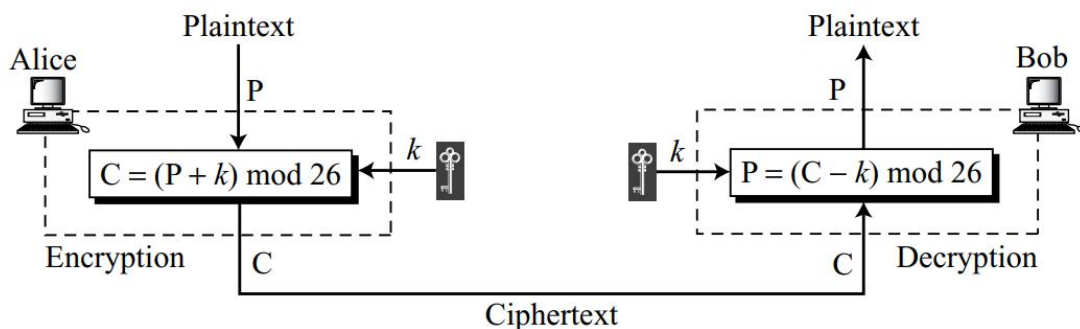 Plaintext
Plaintext
Alice
Bob
P
P
k
k
C = (P + k) mod 26
P = (C − k) mod 26
Encryption
C
C
Decryption
Ciphertext